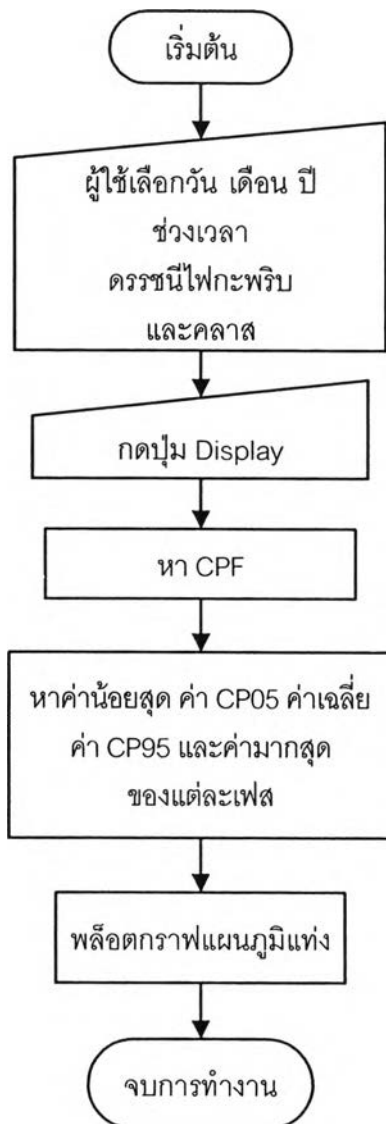 เริ่มต้น
ผู้ใช้เลือกวัน เดือน ปี
ช่วงเวลา
ดรรชนีไฟกะพริบ
และคลาส
กดปุ่ม Display
หา CPF
หาค่าน้อยสุด ค่า CP05 ค่าเฉลี่ย
ค่า CP95 และค่ามากสุด
ของแต่ละเฟส
พล็อตกราฟแผนภูมิแท่ง
จบการทำงาน